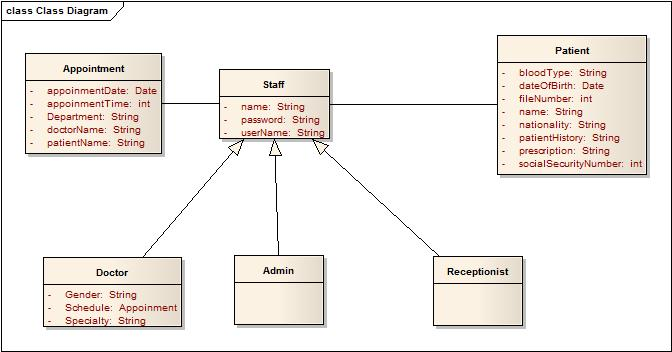 class Class Diagram
Appointment
- appoinmentDate: Date
- appoinmentTime: int
- Department: String
- doctorName: String
- patientName: String
Staff
- name: String
- password: String
- userName: String
Patient
- bloodType: String
- dateOfBirth: Date
- fileNumber: int
- name: String
- nationality: String
- patientHistory: String
- prescription: String
- socialSecurityNumber: int
Doctor
- Gender: String
- Schedule: Appoinment
- Specialty: String
Admin
Receptionist